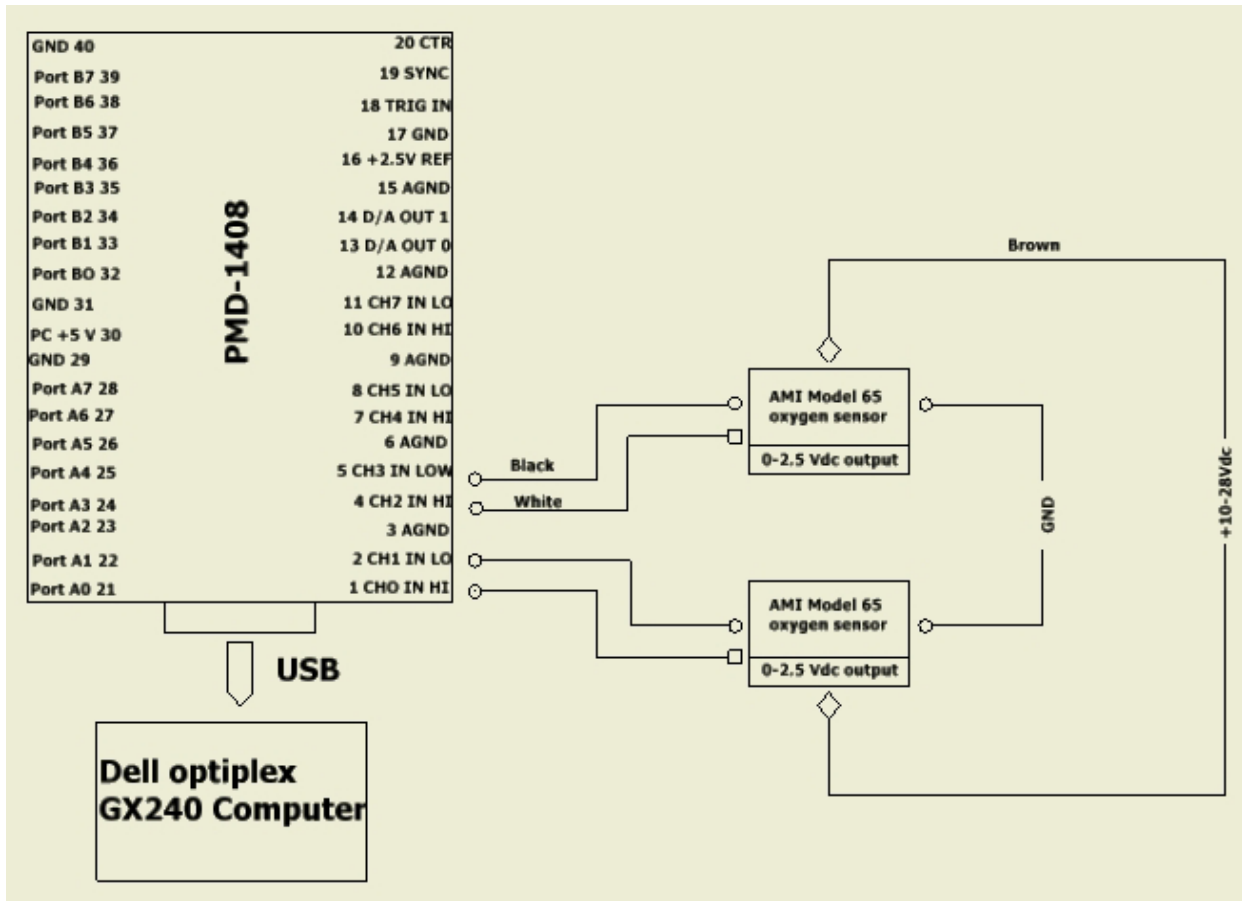 GND 40
Port B7 39
Port B6 38
Port B5 37
Port B4 36
Port B3 35
Port B2 34
Port B1 33
Port BO 32
GND 31
PC +5 V 30
GND 29
Port A7 28
Port A6 27
Port A5 26
Port A4 25
Port A3 24
Port A2 23
Port A1 22
Port A0 21
PMD-1408
20 CTR
19 SYNC
18 TRIG IN
17 GND
16 +2.5V REF
15 AGND
14 D/A OUT 1
13 D/A OUT 0
12 AGND
11 CH7 IN LO
10 CH6 IN HI
9 AGND
8 CH5 IN LO
7 CH4 IN HI
6 AGND
5 CH3 IN LOW
4 CH2 IN HI
3 AGND
2 CH1 IN LO
1 CHO IN HI
Black
White
Brown
AMI Model 65
oxygen sensor
0-2.5 Vdc output
GND
+10-28Vdc
AMI Model 65
oxygen sensor
0-2.5 Vdc output
USB
Dell optiplex
GX240 Computer